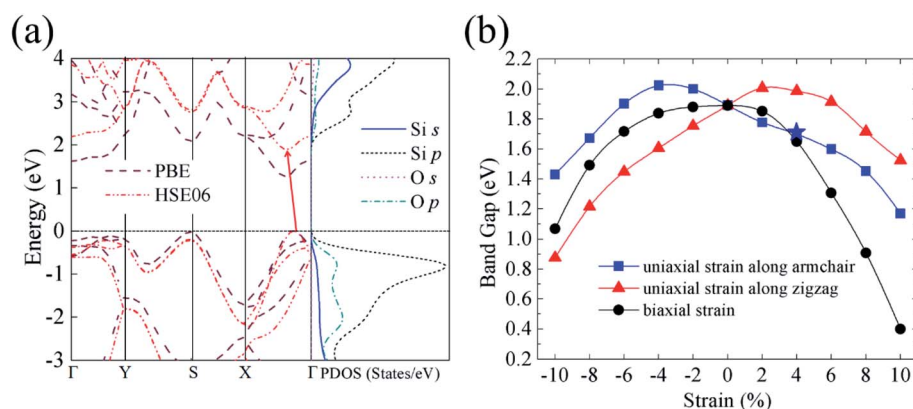 (a)
Energy (eV)
4
3
2
1
0
-1
-2
-3
PBE
HSE06
Γ
Y
S
X
Γ PDOS (States/eV)
Si s
Si p
O s
O p
(b)
Band Gap (eV)
2.2
2.0
1.8
1.6
1.4
1.2
1.0
0.8
0.6
0.4
0.2
uniaxial strain along armchair
uniaxial strain along zigzag
biaxial strain
-10 -8 -6 -4 -2 0 2 4 6 8 10
Strain (%)